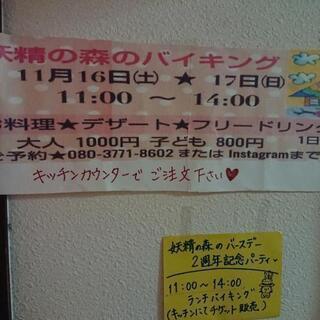 妖精の森のバイキング
11月16日(土) ★ 17日(日)
11:00 ~ 14:00
料理★デザート★フリードリンク
大人 1000円 子ども 800円 1日
予約★080-3771-8602 または Instagramまで
キッチンカウンターで ご注文下さい♥
妖精の森の バースデー
2週年記念パーティ
11:00~14:00
ランチバイキング
(キッチンにてチケット販売)